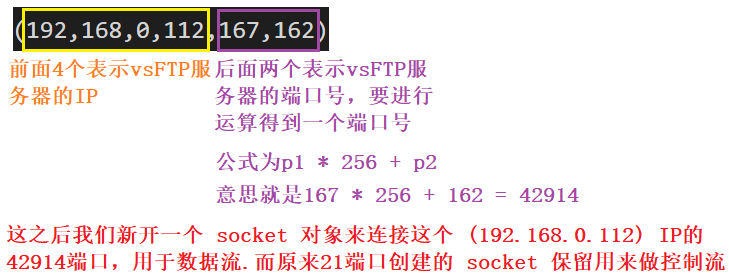 (192,168,0,112,167,162)
前面4个表示vsFTP服
务器的IP
后面两个表示vsFTP服
务器的端口号，要进行
运算得到一个端口号
公式为p1 * 256 + p2
意思就是167 * 256 + 162 = 42914
这之后我们新开一个 socket 对象来连接这个 (192.168.0.112) IP的
42914端口，用于数据流.而原来21端口创建的 socket 保留用来做控制流